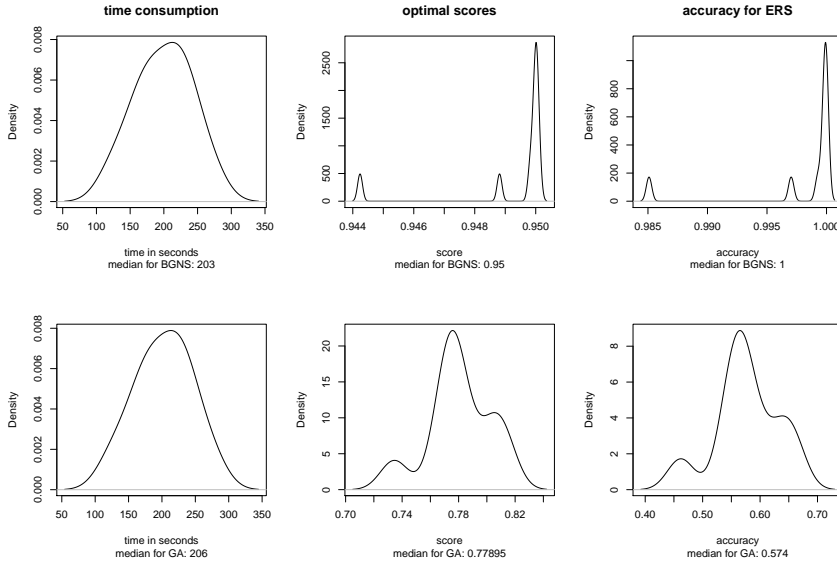 time consumption
optimal scores
accuracy for ERS
Density
0.000 0.002 0.004 0.006 0.008
50 100 150 200 250 300 350
time in seconds
median for BGNS: 203
Density
0 500 1500 2500
0.944 0.946 0.948 0.950
score
median for BGNS: 0.95
Density
0 200 400 600 800
0.985 0.990 0.995 1.000
accuracy
median for BGNS: 1
Density
0.000 0.002 0.004 0.006 0.008
50 100 150 200 250 300 350
time in seconds
median for GA: 206
Density
0 5 10 15 20
0.70 0.74 0.78 0.82
score
median for GA: 0.77895
Density
0 2 4 6 8
0.40 0.50 0.60 0.70
accuracy
median for GA: 0.574